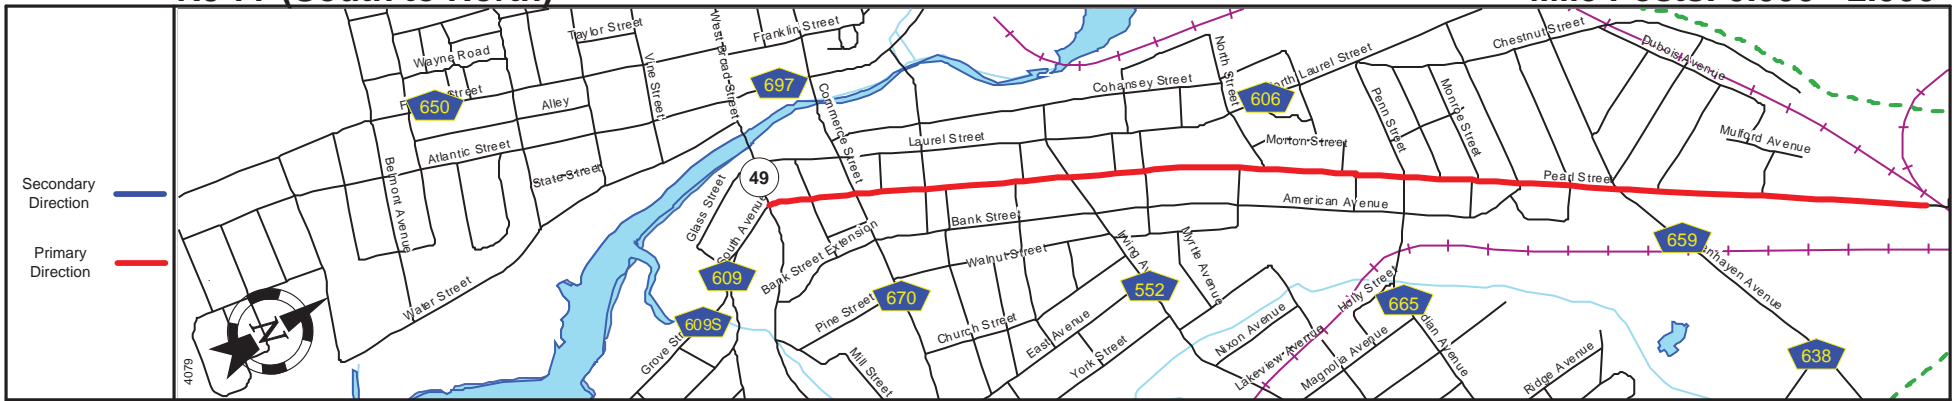 Secondary
Direction
Primary
Direction
4079
Wayne Road
Taylor Street
Vine Street
West Broad Street
Franklin Street
697
650
Street
Alley
Atlantic Street
Belmont Avenue
State Street
Water Street
Commerce Street
Laurel Street
Cohansey Street
North Street
606
North Laurel Street
Morton Street
Penn Street
Monroe Street
Chestnut Street
Dubois Avenue
Mulford Avenue
Pearl Street
American Avenue
49
Glass Street
South Avenue
609
609S
Bank Street Extension
Bank Street
Walnut Street
670
Pine Street
Church Street
Mill Street
East Avenue
York Street
Irving Av
552
Myrtle Avenue
Nixon Avenue
Lakeview Avenue
Magnolia Avenue
Holly Street
665
dian Avenue
Ridge Avenue
659
nhayen Avenue
638